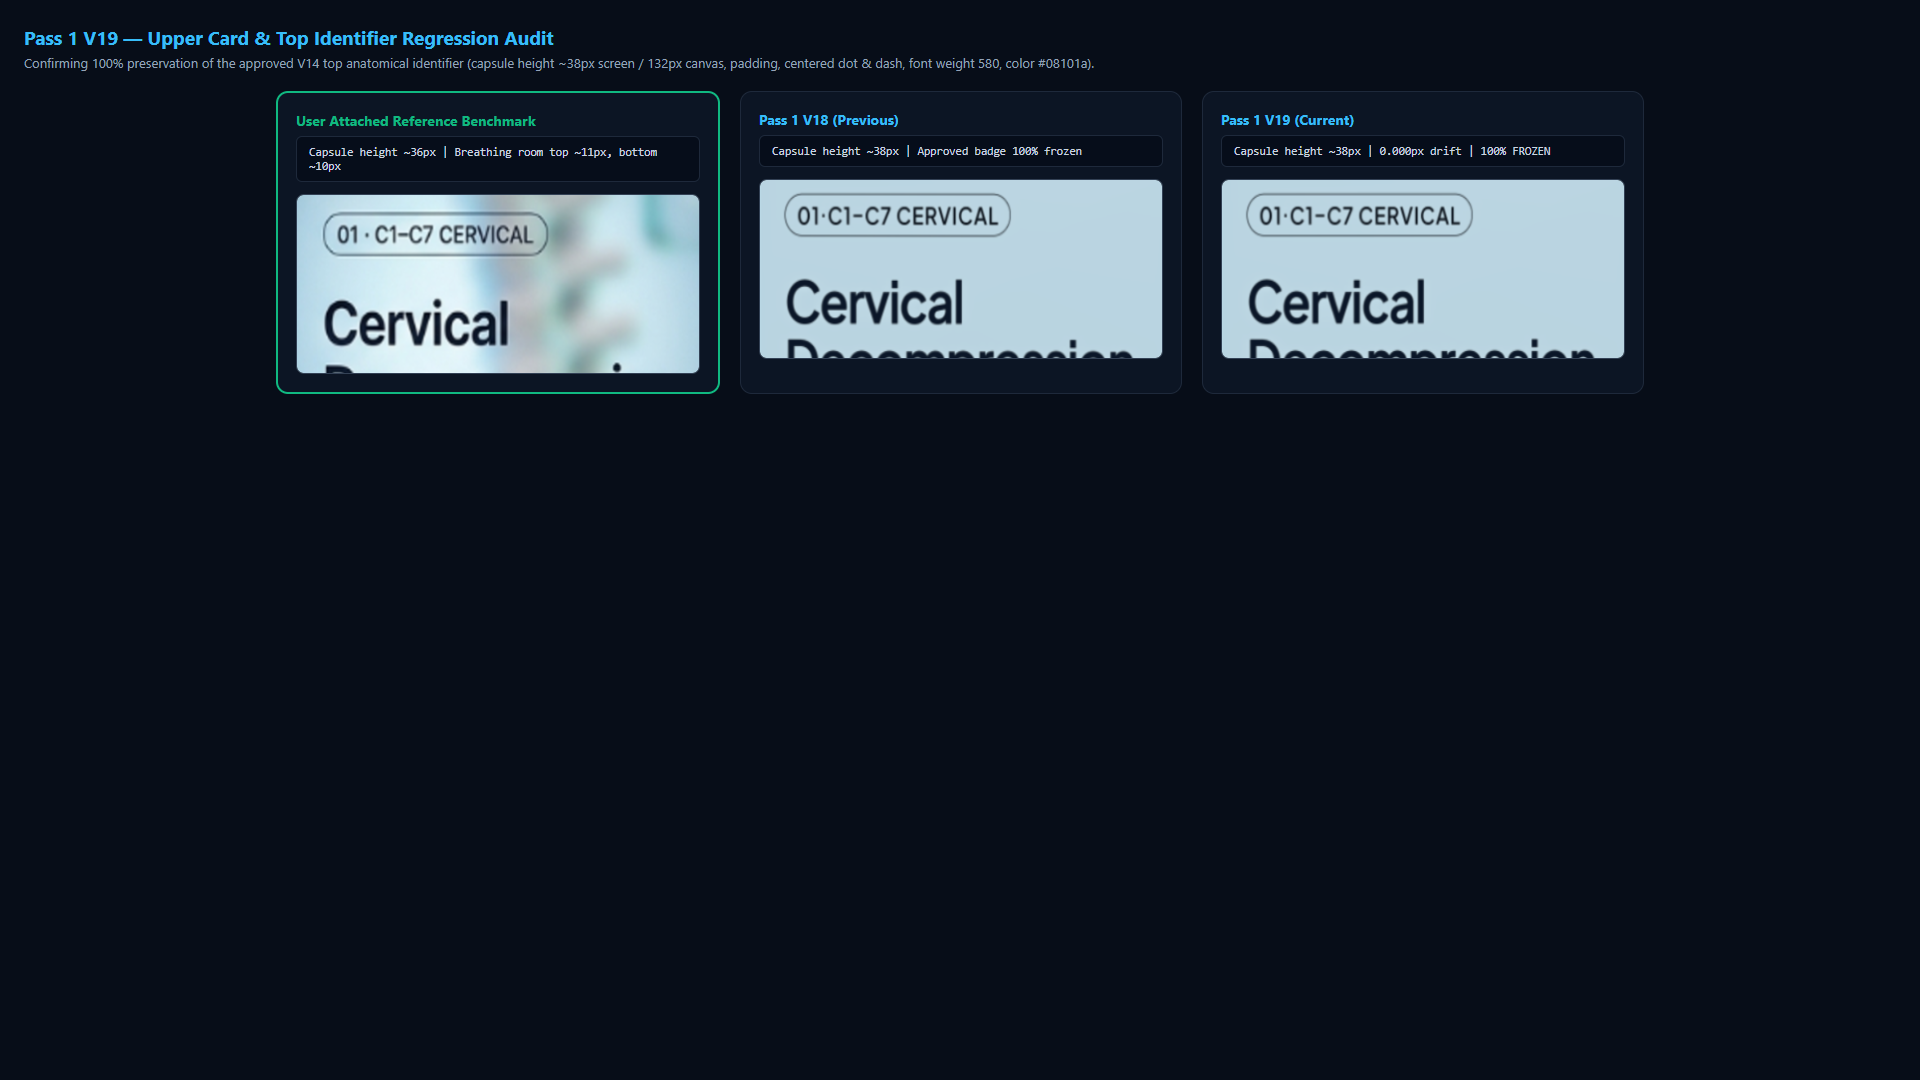 Pass 1 V19 — Upper Card & Top Identifier Regression Audit
Confirming 100% preservation of the approved V14 top anatomical identifier (capsule height ~38px screen / 132px canvas, padding, centered dot & dash, font weight 580, color #08101a).
User Attached Reference Benchmark
Capsule height ~36px | Breathing room top ~11px, bottom
~10px
01 · C1–C7 CERVICAL
Cervical
Pass 1 V18 (Previous)
Capsule height ~38px | Approved badge 100% frozen
01·C1–C7 CERVICAL
Cervical
Decompression
Pass 1 V19 (Current)
Capsule height ~38px | 0.000px drift | 100% FROZEN
01·C1–C7 CERVICAL
Cervical
Decompression